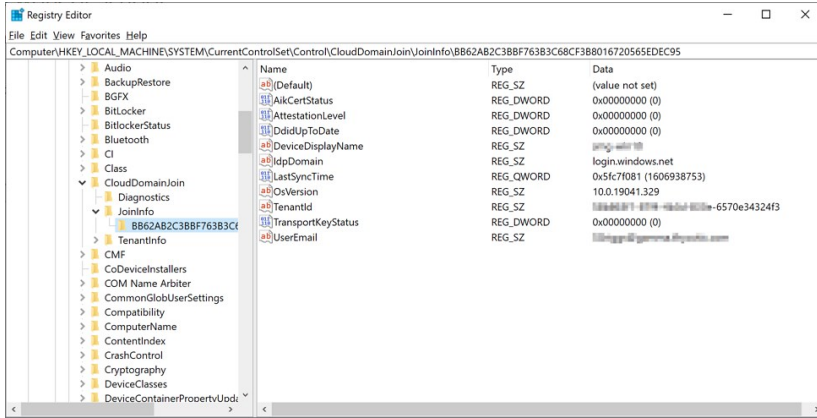 Registry Editor
File Edit View Favorites Help
Computer\HKEY_LOCAL_MACHINE\SYSTEM\CurrentControlSet\Control\CloudDomainJoin\JoinInfo\BB62AB2C3BBF763B3C68CF3B8016720565EDEC95
Audio
BackupRestore
BGFX
BitLocker
BitlockerStatus
Bluetooth
CI
Class
CloudDomainJoin
Diagnostics
JoinInfo
BB62AB2C3BBF763B3C6
TenantInfo
CMF
CoDeviceInstallers
COM Name Arbiter
CommonGlobUserSettings
Compatibility
ComputerName
ContentIndex
CrashControl
Cryptography
DeviceClasses
DeviceContainerPropertyUpda
Name Type Data
(Default) REG_SZ (value not set)
AikCertStatus REG_DWORD 0x00000000 (0)
AttestationLevel REG_DWORD 0x00000000 (0)
DdidUpToDate REG_DWORD 0x00000000 (0)
DeviceDisplayName REG_SZ
IdpDomain REG_SZ login.windows.net
LastSyncTime REG_QWORD 0x5fc7f081 (1606938753)
OsVersion REG_SZ 10.0.19041.329
TenantId REG_SZ e-6570e34324f3
TransportKeyStatus REG_DWORD 0x00000000 (0)
UserEmail REG_SZ